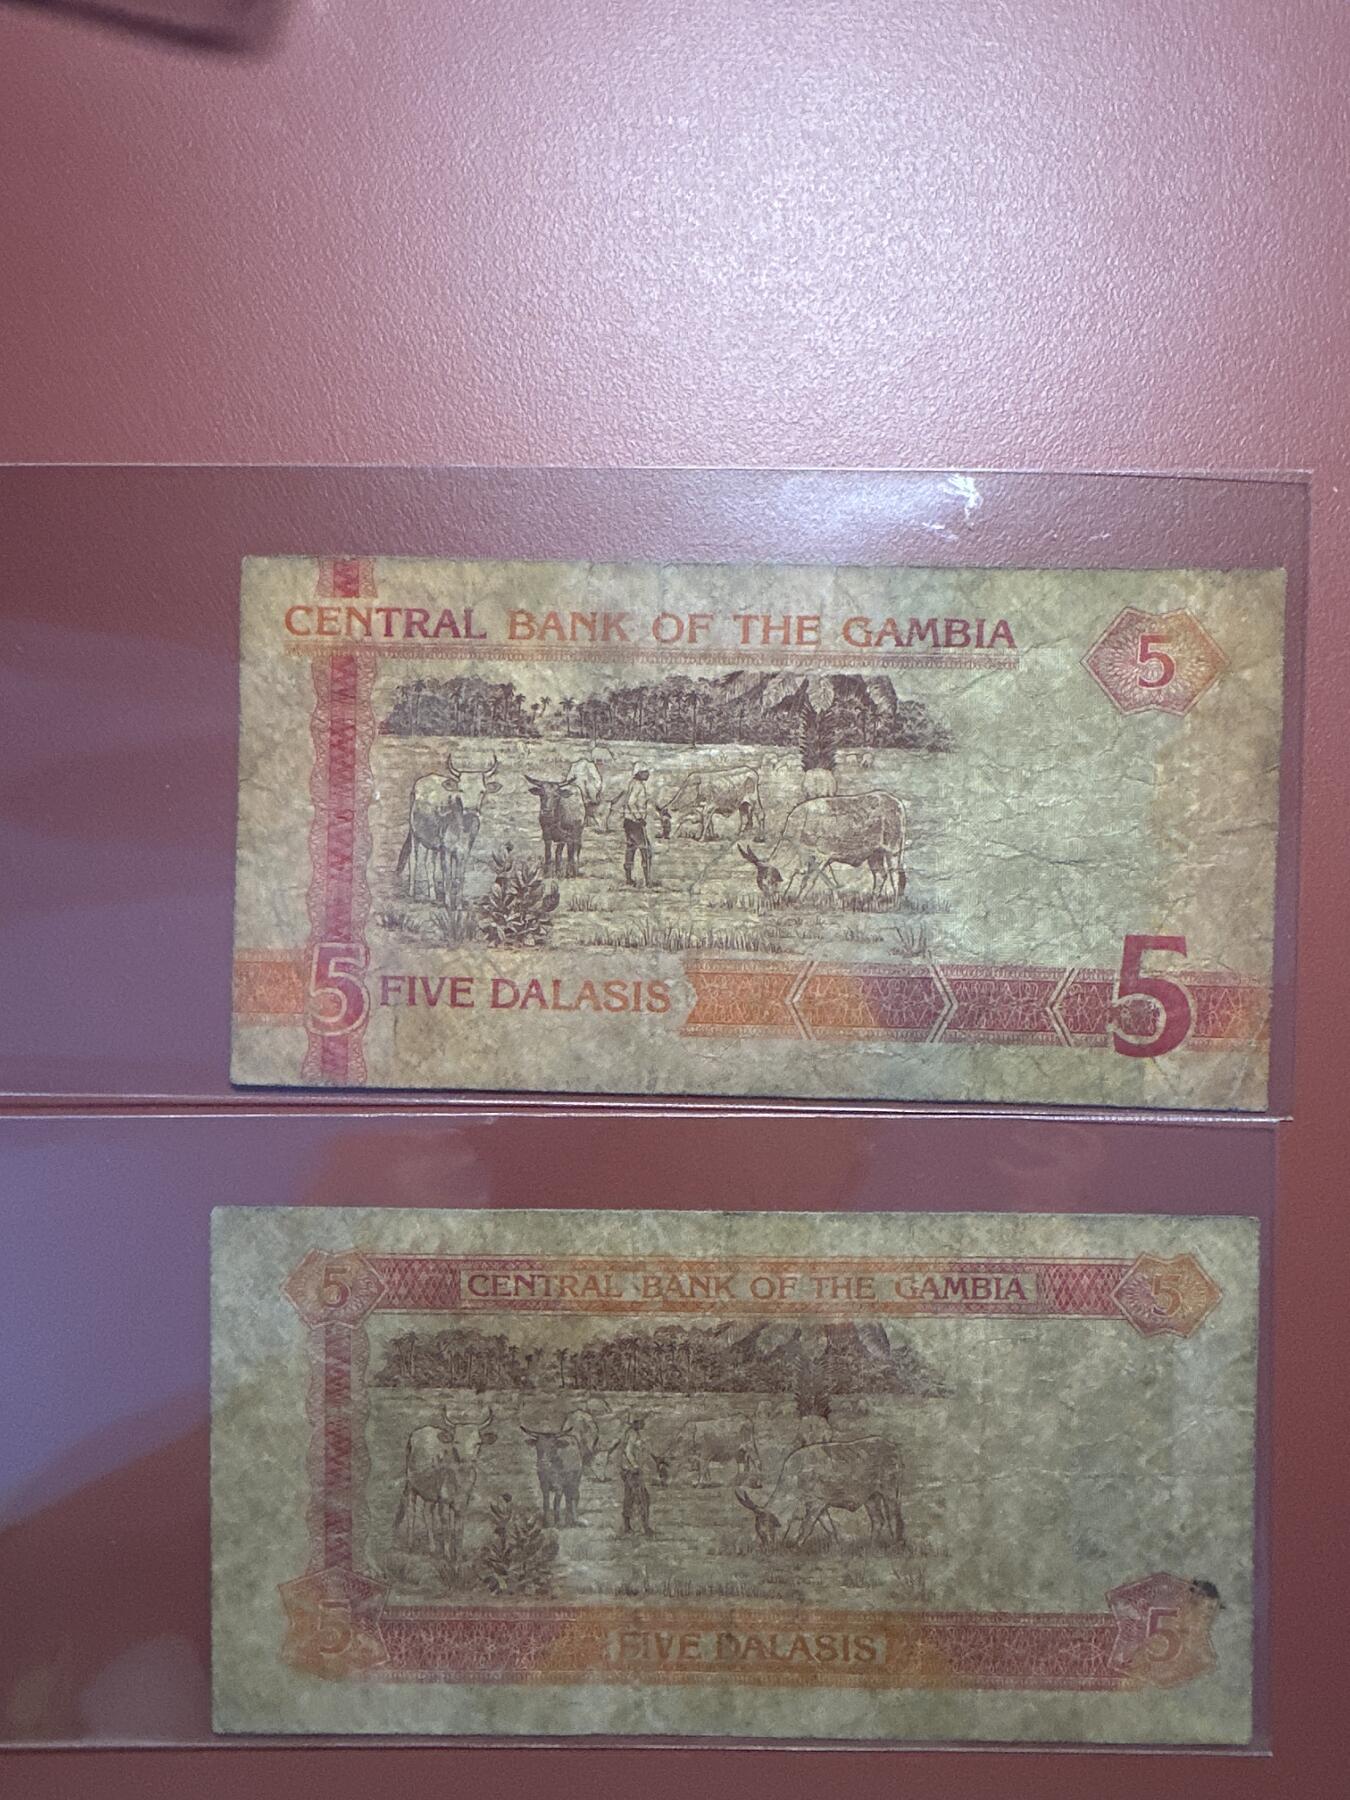 CENTRAL BANK OF THE GAMBIA
5
5 FIVE DALASIS 5
5 CENTRAL BANK OF THE GAMBIA 5
5 FIVE DALASIS 5